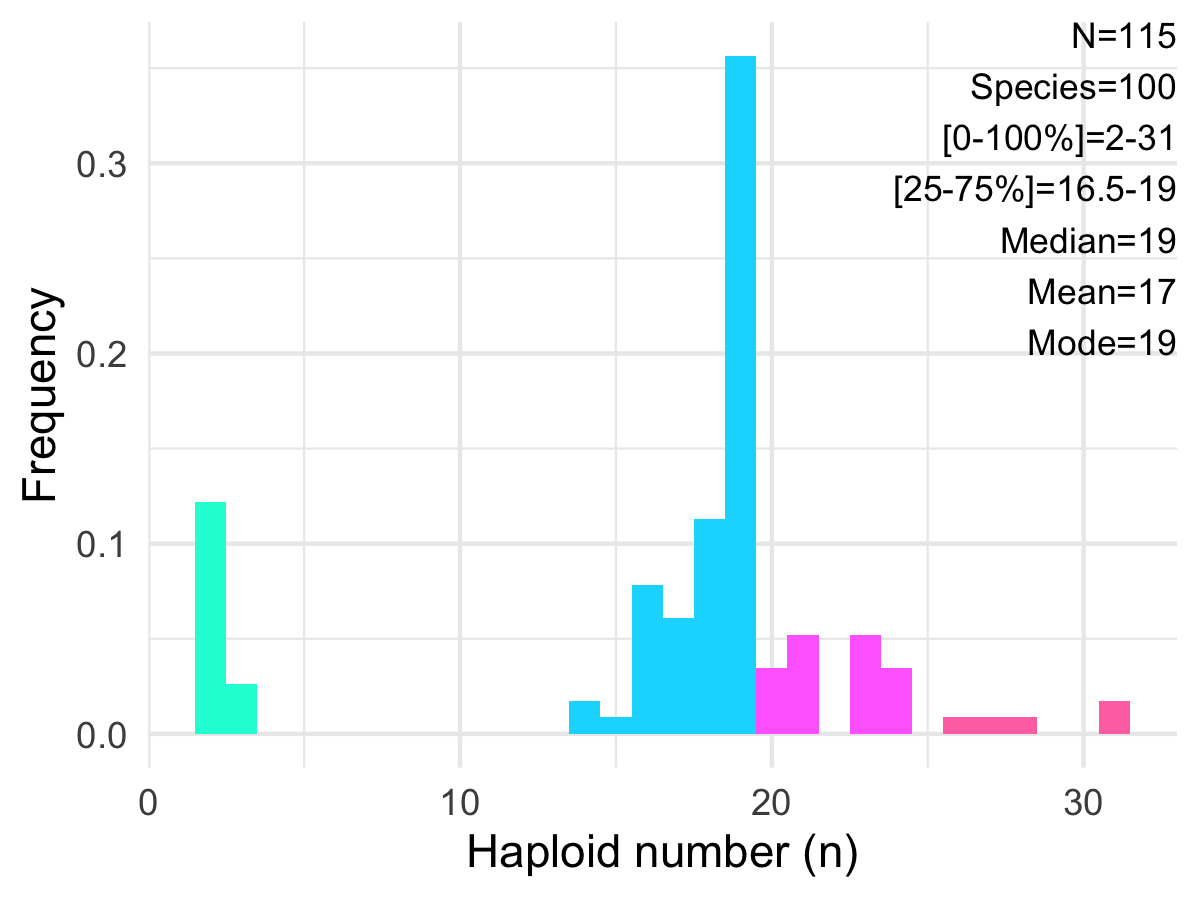 N=115
Species=100
[0-100%]=2-31
[25-75%]=16.5-19
Median=19
Mean=17
Mode=19
Frequency
0.3
0.2
0.1
0.0
0 10 20 30
Haploid number (n)